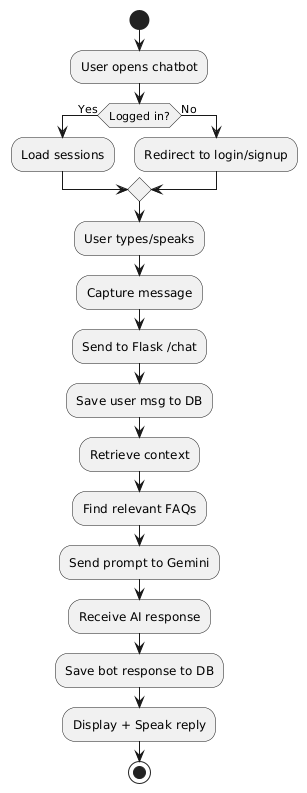 User opens chatbot
Yes
Logged in?
No
Load sessions
Redirect to login/signup
User types/speaks
Capture message
Send to Flask /chat
Save user msg to DB
Retrieve context
Find relevant FAQs
Send prompt to Gemini
Receive AI response
Save bot response to DB
Display + Speak reply